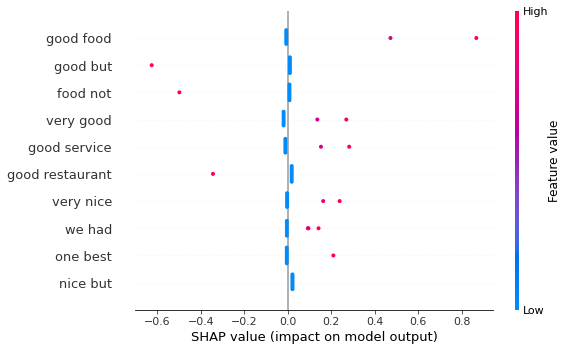 High
good food
good but
food not
very good
good service
good restaurant
very nice
we had
one best
nice but
Feature value
Low
−0.6 −0.4 −0.2 0.0 0.2 0.4 0.6 0.8
SHAP value (impact on model output)